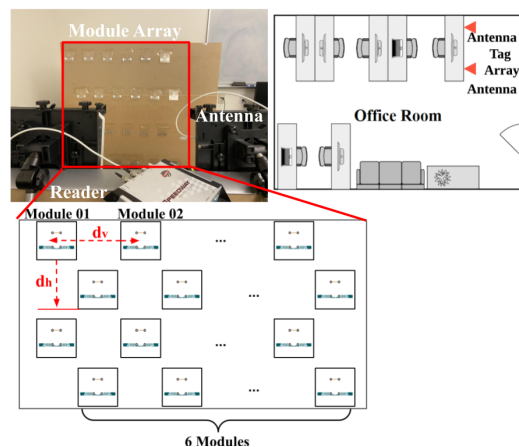 Module Array
Antenna
Reader
Antenna
Tag
Array
Antenna
Office Room
Module 01
Module 02
dv
...
dh
...
...
...
6 Modules